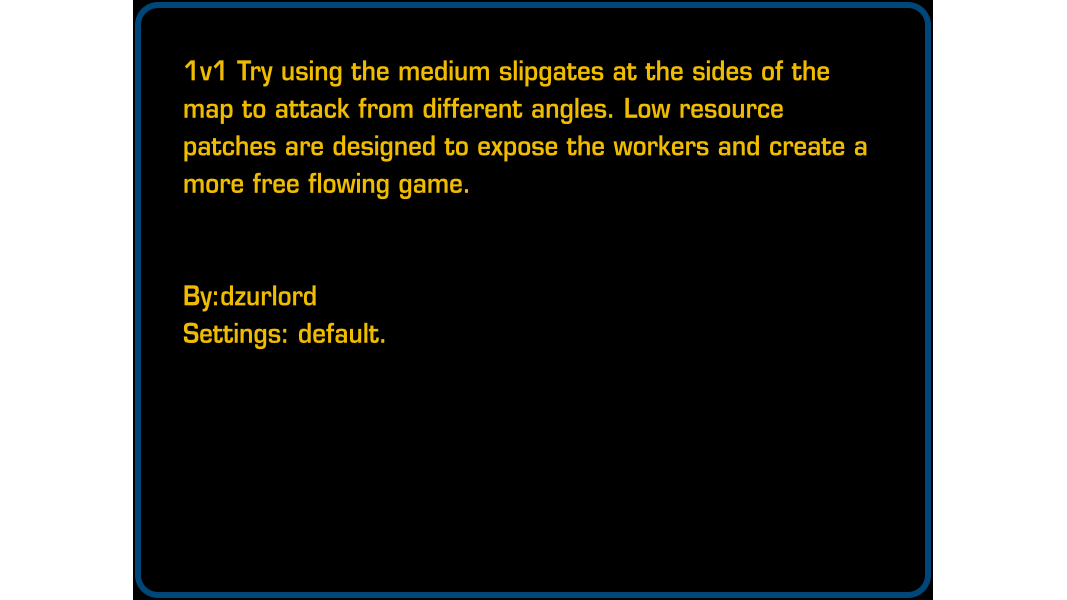 1v1 Try using the medium slipgates at the sides of the
map to attack from different angles. Low resource
patches are designed to expose the workers and create a
more free flowing game.
By:dzurlord
Settings: default.